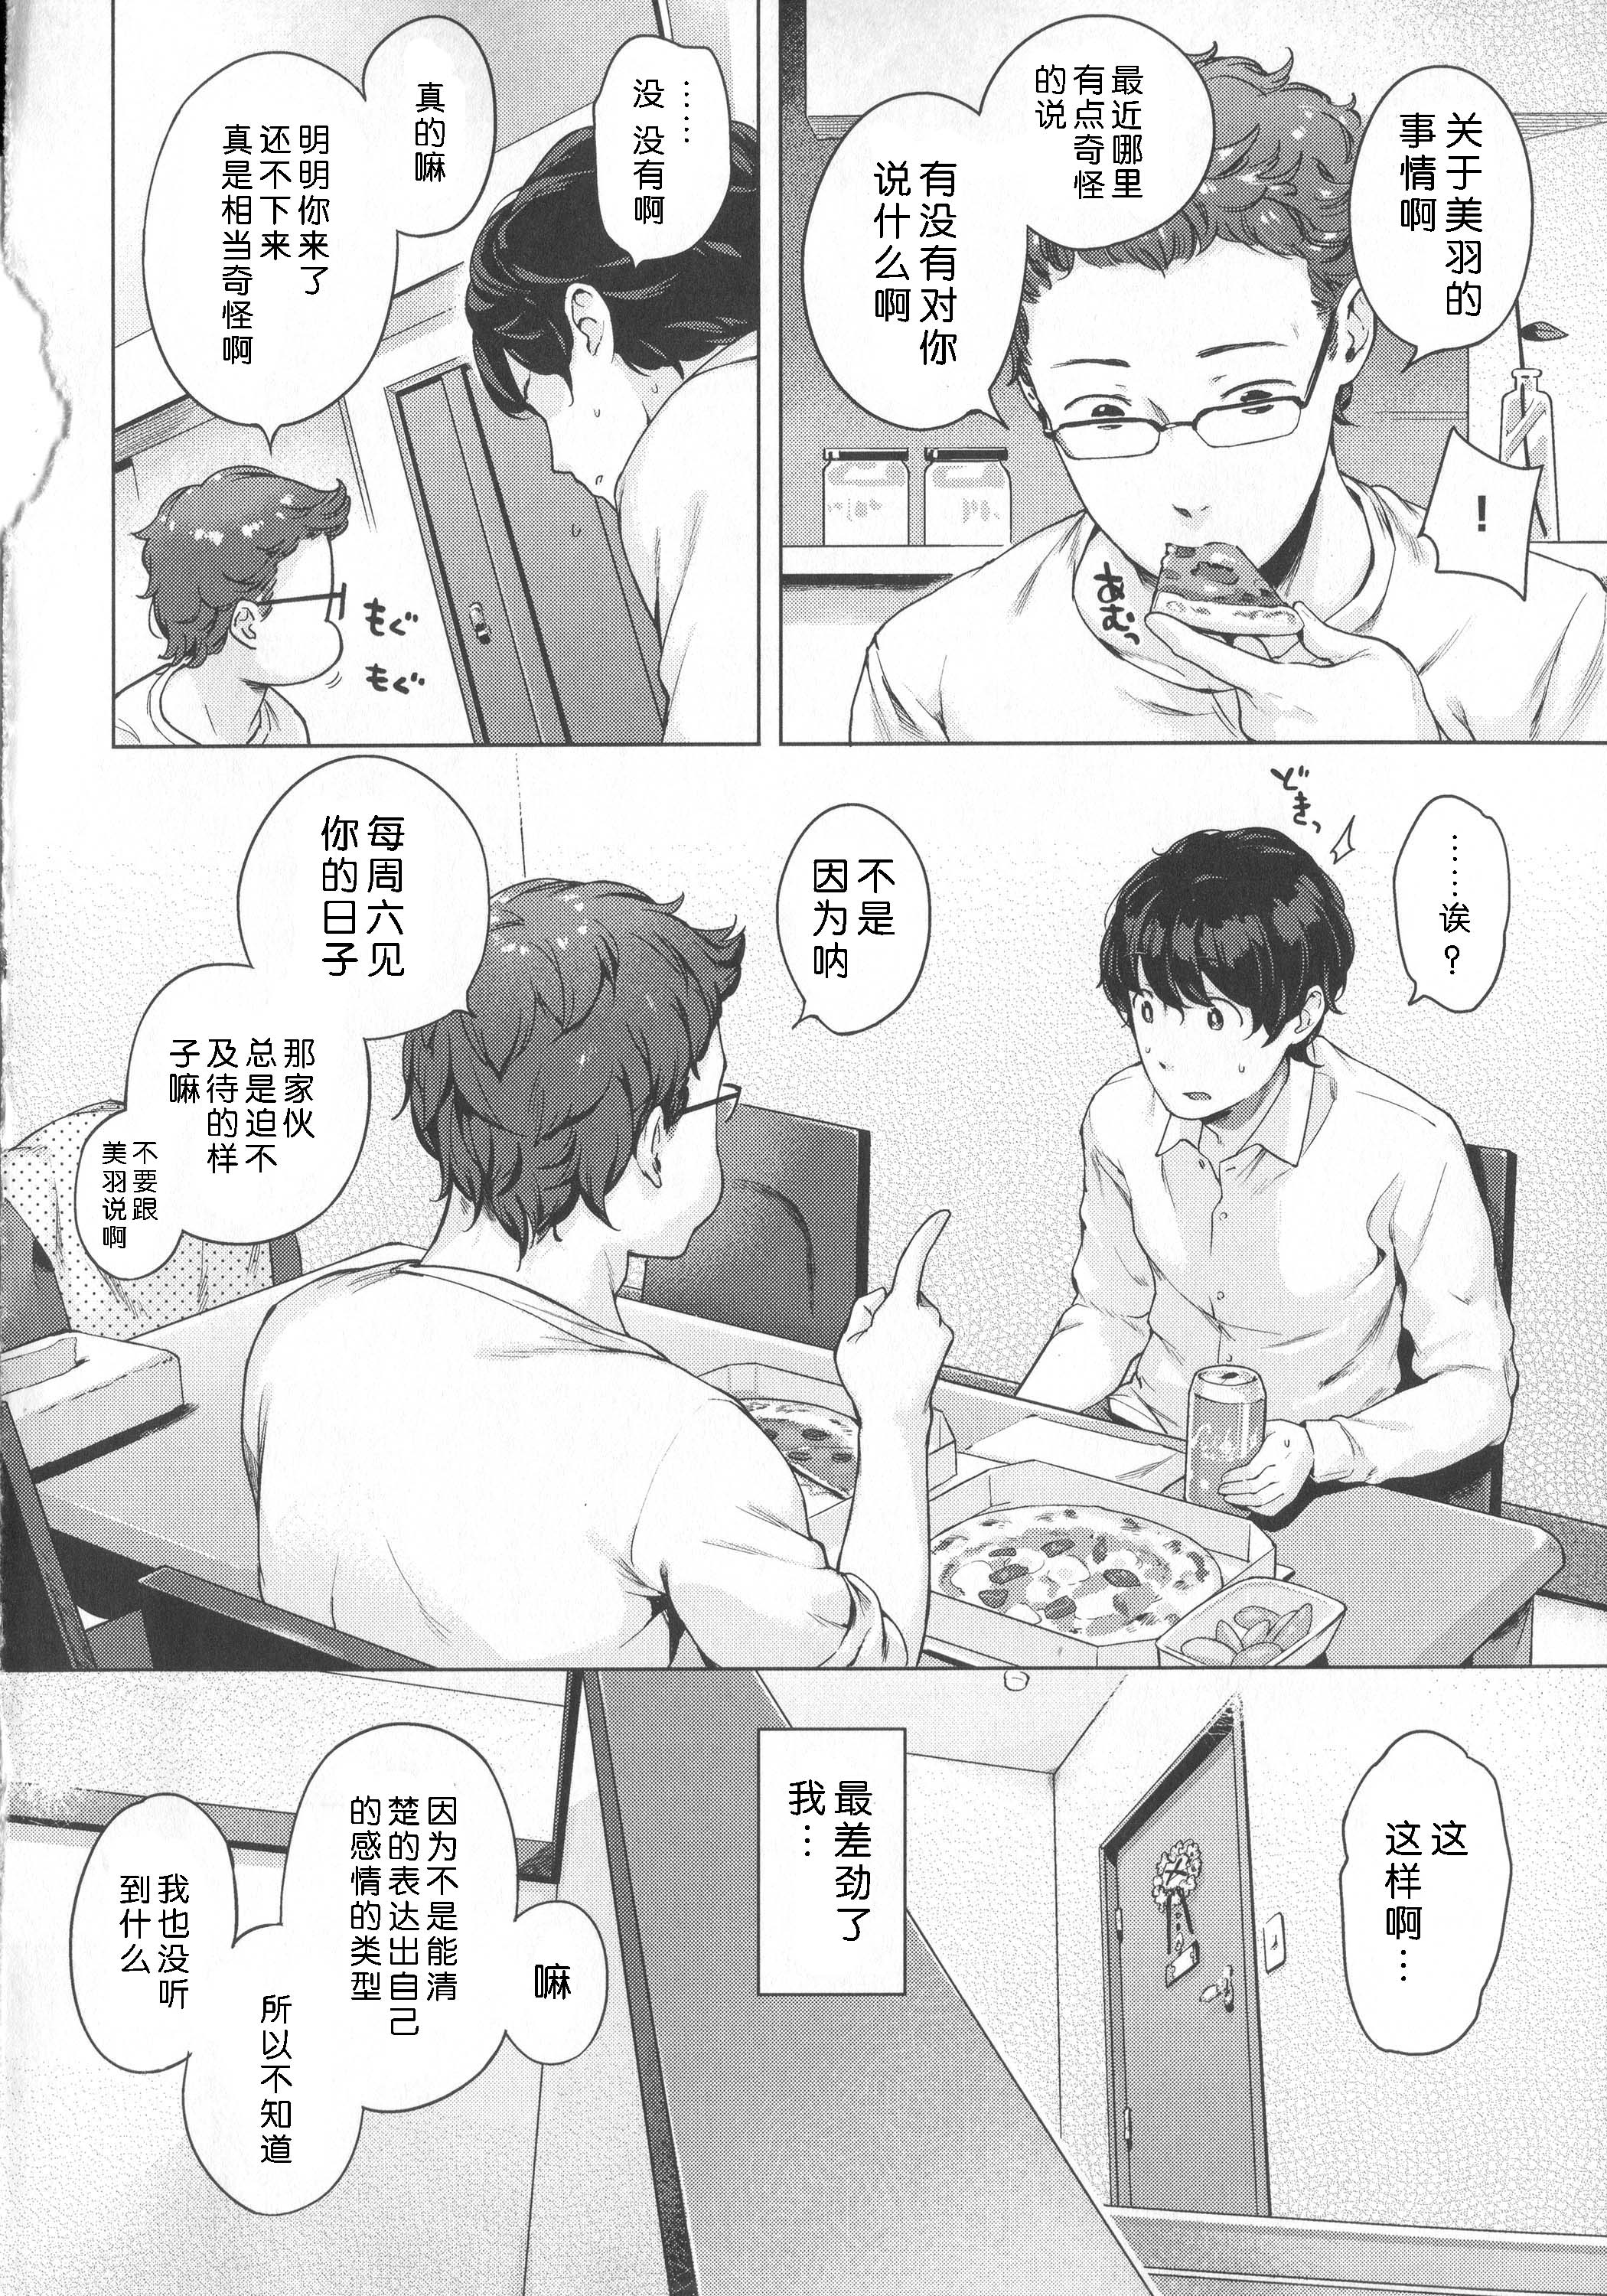 关于美羽的
事情啊
最近哪里
有点奇怪
的说
有没有对你
说什么啊
！
あむっ
……
没 没有啊
真的嘛
明明你来了
还不下来
真是相当奇怪啊
もぐ
もぐ
……诶？
どきっ
不是
因为呐
每周六见
你的日子
那家伙
总是迫不
及待的样
子嘛
不要跟
美羽说啊
这
这样啊…
最差劲了
我…
嘛
因为不是能清
楚的表达出自己
的感情的类型
所以不知道
我也没听
到什么